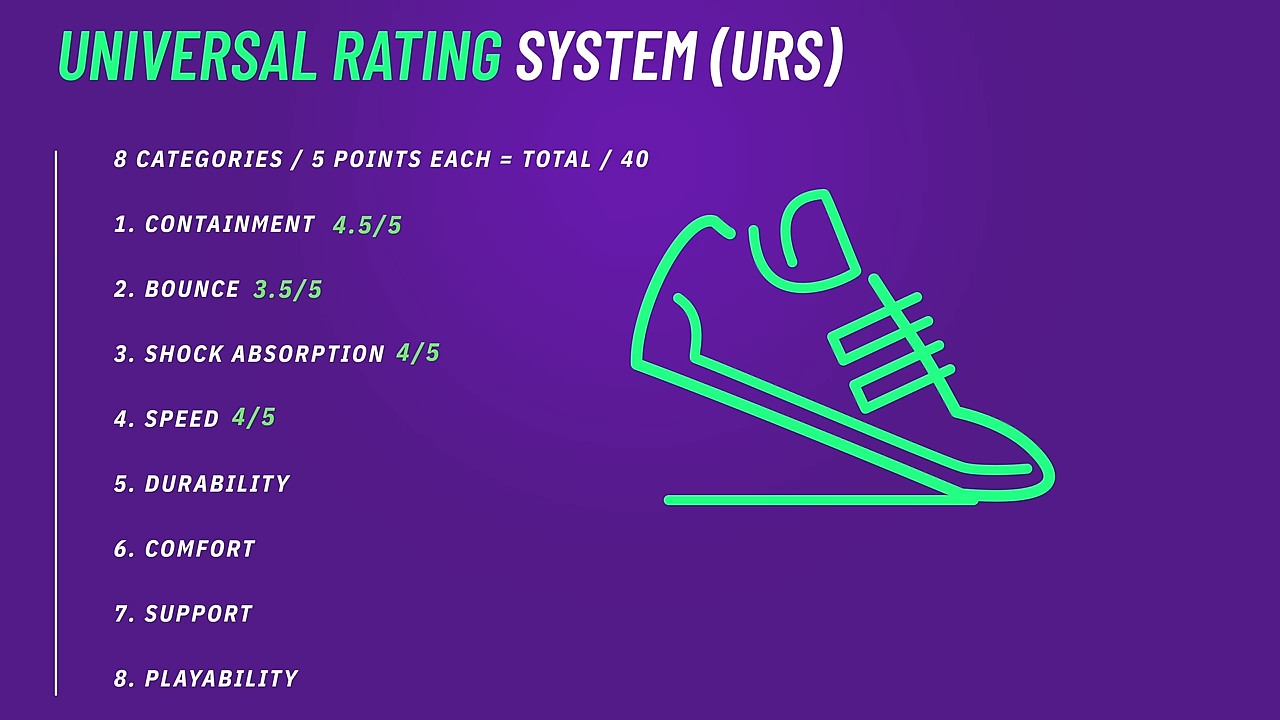 UNIVERSAL RATING SYSTEM (URS)
8 CATEGORIES / 5 POINTS EACH = TOTAL / 40
1. CONTAINMENT 4.5/5
2. BOUNCE 3.5/5
3. SHOCK ABSORPTION 4/5
4. SPEED 4/5
5. DURABILITY
6. COMFORT
7. SUPPORT
8. PLAYABILITY